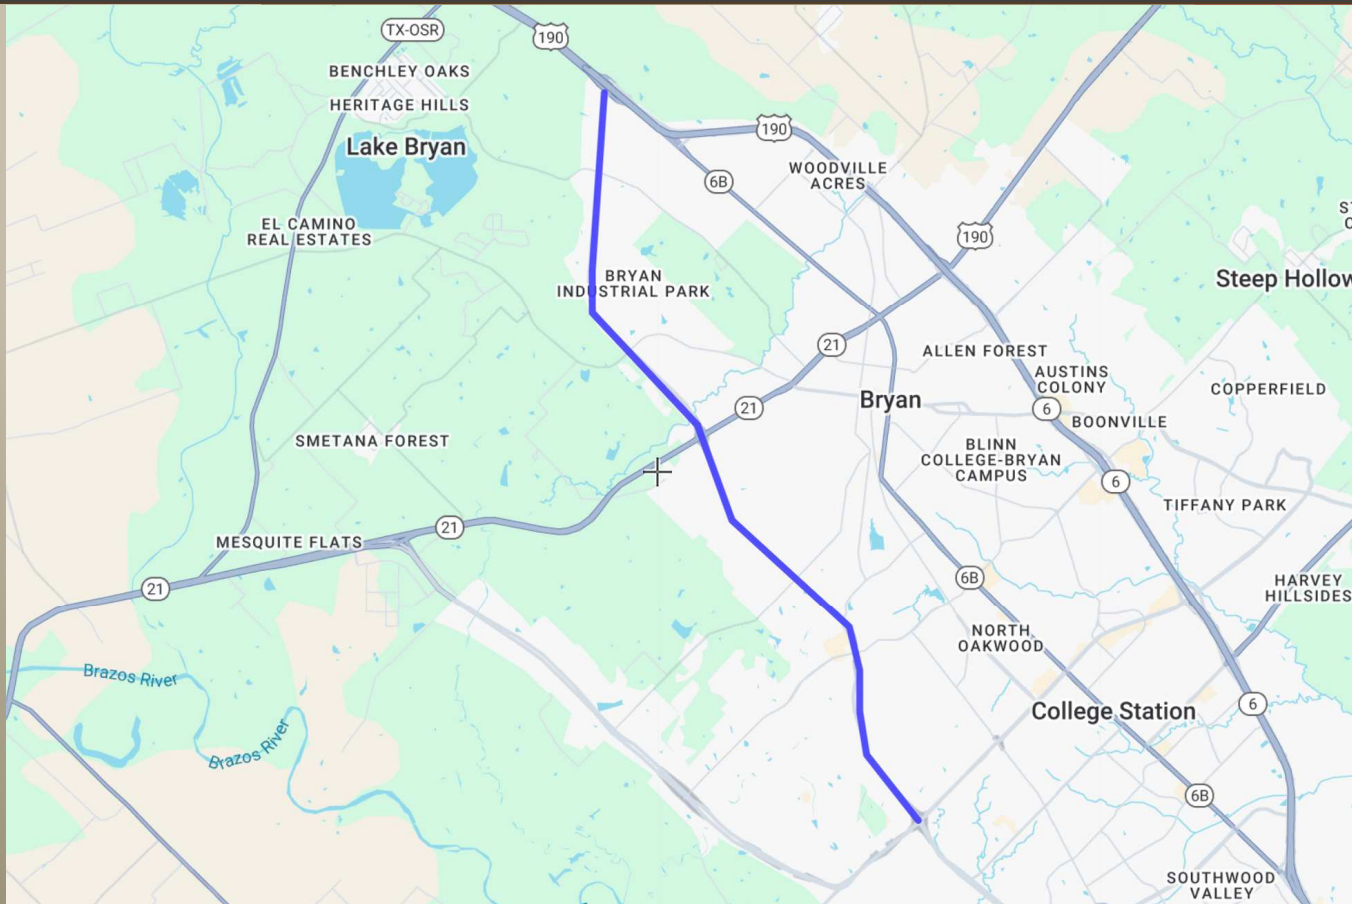 TX-OSR
190
BENCHLEY OAKS
HERITAGE HILLS
Lake Bryan
190
WOODVILLE
ACRES
6B
EL CAMINO
REAL ESTATES
190
BRYAN
INDUSTRIAL PARK
Steep Hollow
21
ALLEN FOREST
AUSTINS
COLONY
COPPERFIELD
Bryan
21
6
BOONVILLE
SMETANA FOREST
BLINN
COLLEGE-BRYAN
CAMPUS
6
TIFFANY PARK
21
MESQUITE FLATS
21
6B
HARVEY
HILLSIDES
NORTH
OAKWOOD
Brazos River
6
College Station
Brazos River
6B
SOUTHWOOD
VALLEY